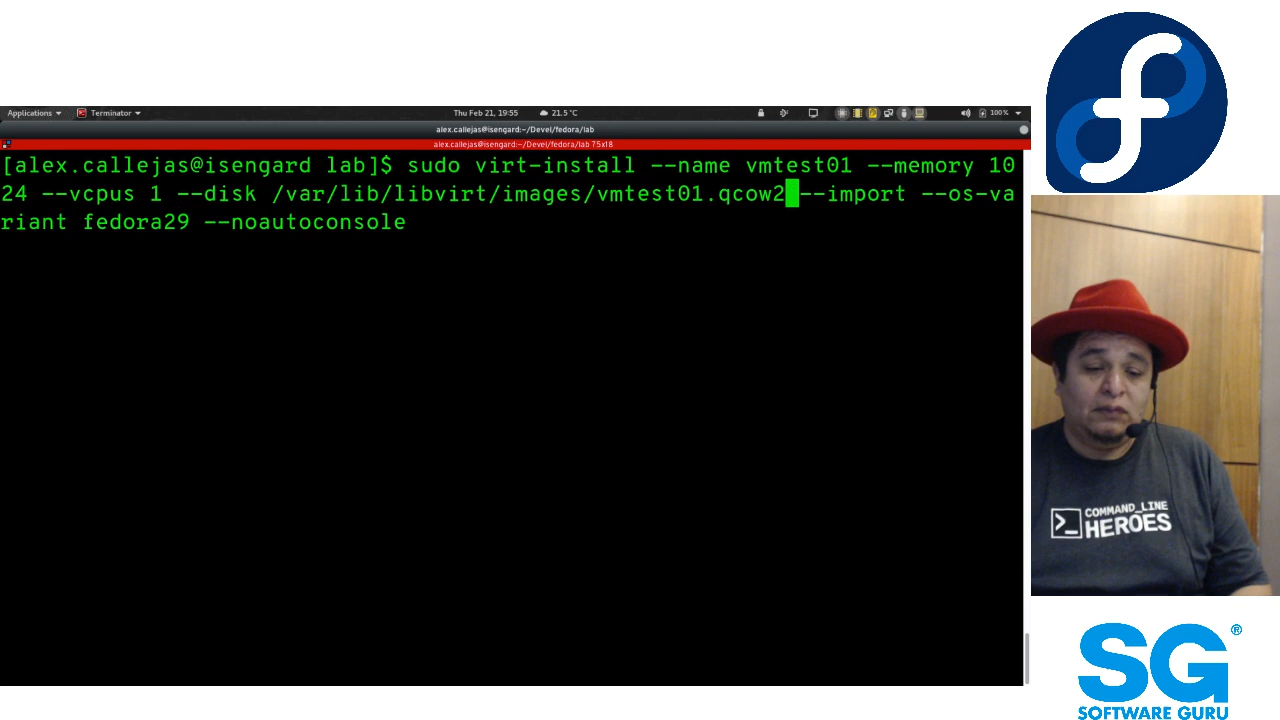 Applications
Terminator
Thu Feb 21, 19:55
21.5 °C
100%
alex.callejas@isengard:~/Devel/fedora/lab
alex.callejas@isengard:~/Devel/fedora/lab 75x18
[alex.callejas@isengard lab]$ sudo virt-install --name vmtest01 --memory 10
24 --vcpus 1 --disk /var/lib/libvirt/images/vmtest01.qcow2 --import --os-va
riant fedora29 --noautoconsole
>_ COMMAND_LINE
HEROES
SG®
SOFTWARE GURU